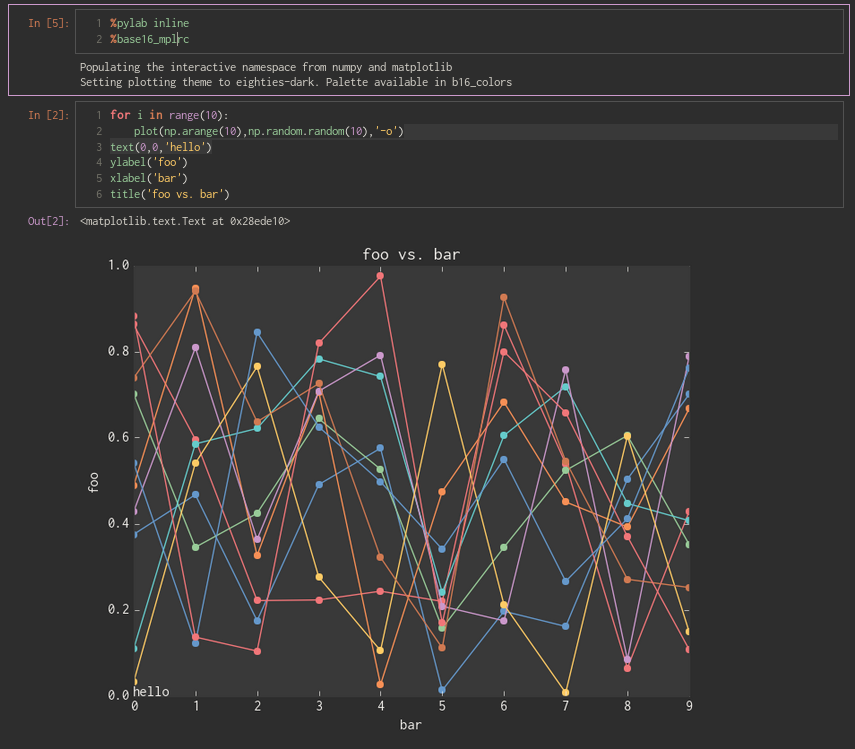 In [5]:
1 %pylab inline
2 %base16_mplrc
Populating the interactive namespace from numpy and matplotlib
Setting plotting theme to eighties-dark. Palette available in b16_colors
In [2]:
1 for i in range(10):
2     plot(np.arange(10),np.random.random(10),'-o')
3 text(0,0,'hello')
4 ylabel('foo')
5 xlabel('bar')
6 title('foo vs. bar')
Out[2]: <matplotlib.text.Text at 0x28ede10>
foo vs. bar
1.0
0.8
0.6
foo
0.4
0.2
0.0
hello
0 1 2 3 4 5 6 7 8 9
bar